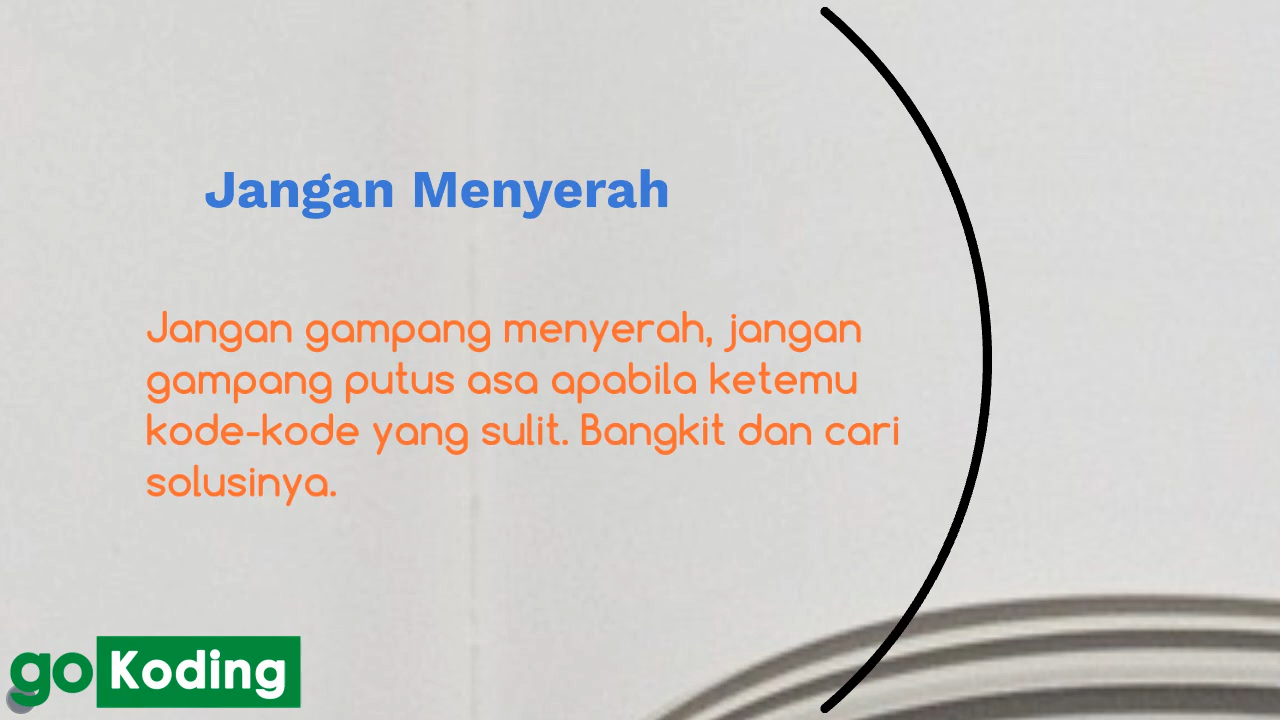 Jangan Menyerah
Jangan gampang menyerah, jangan
gampang putus asa apabila ketemu
kode-kode yang sulit. Bangkit dan cari
solusinya.
go Koding